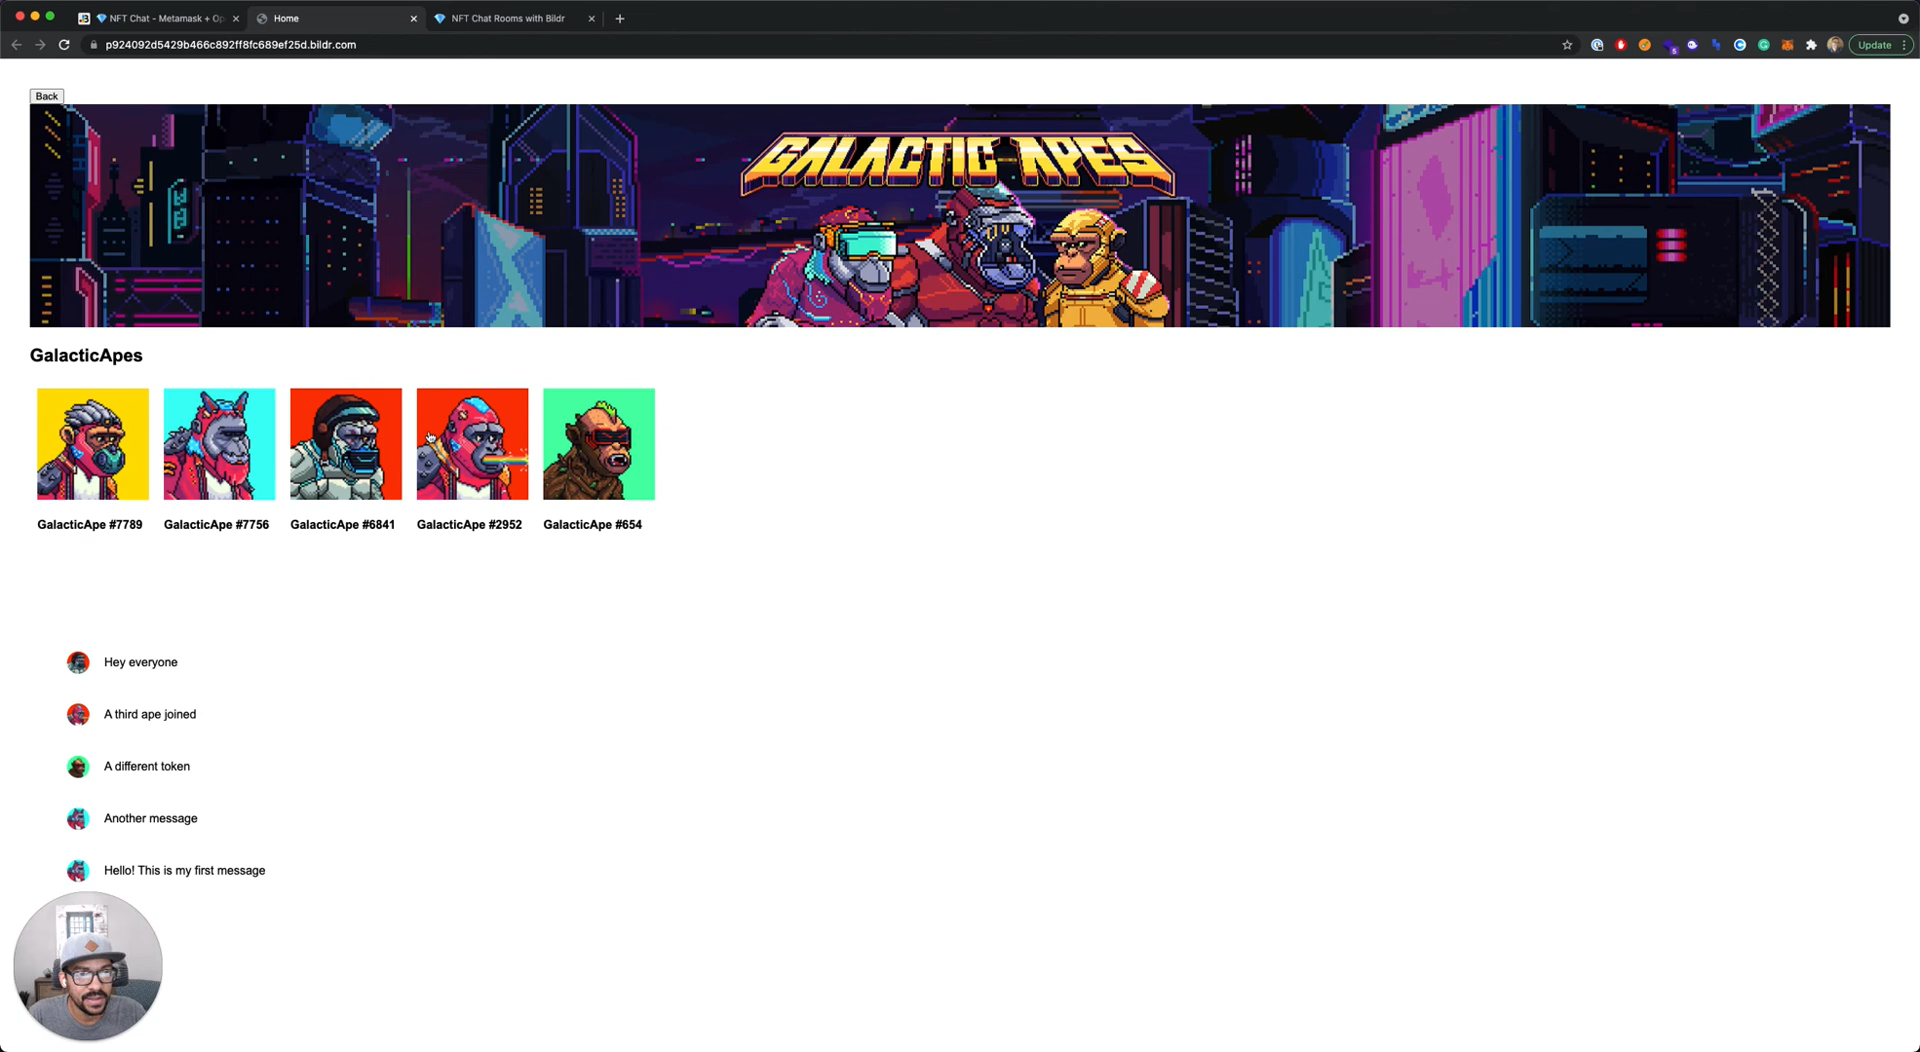 NFT Chat - Metamask + Op
Home
NFT Chat Rooms with Bildr
p924092d5429b466c892ff8fc689ef25d.bildr.com
Update
Back
GALACTIC APES
GalacticApes
GalacticApe #7789
GalacticApe #7756
GalacticApe #6841
GalacticApe #2952
GalacticApe #654
Hey everyone
A third ape joined
A different token
Another message
Hello! This is my first message